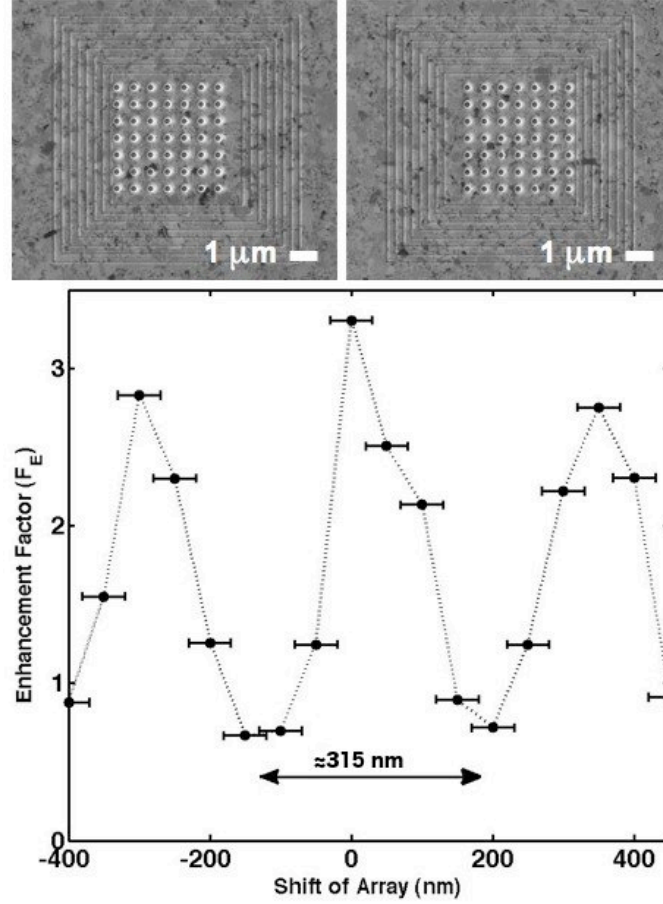 1 μm
1 μm
3
2
1
0
Enhancement Factor (F_E)
≈315 nm
-400
-200
0
200
400
Shift of Array (nm)